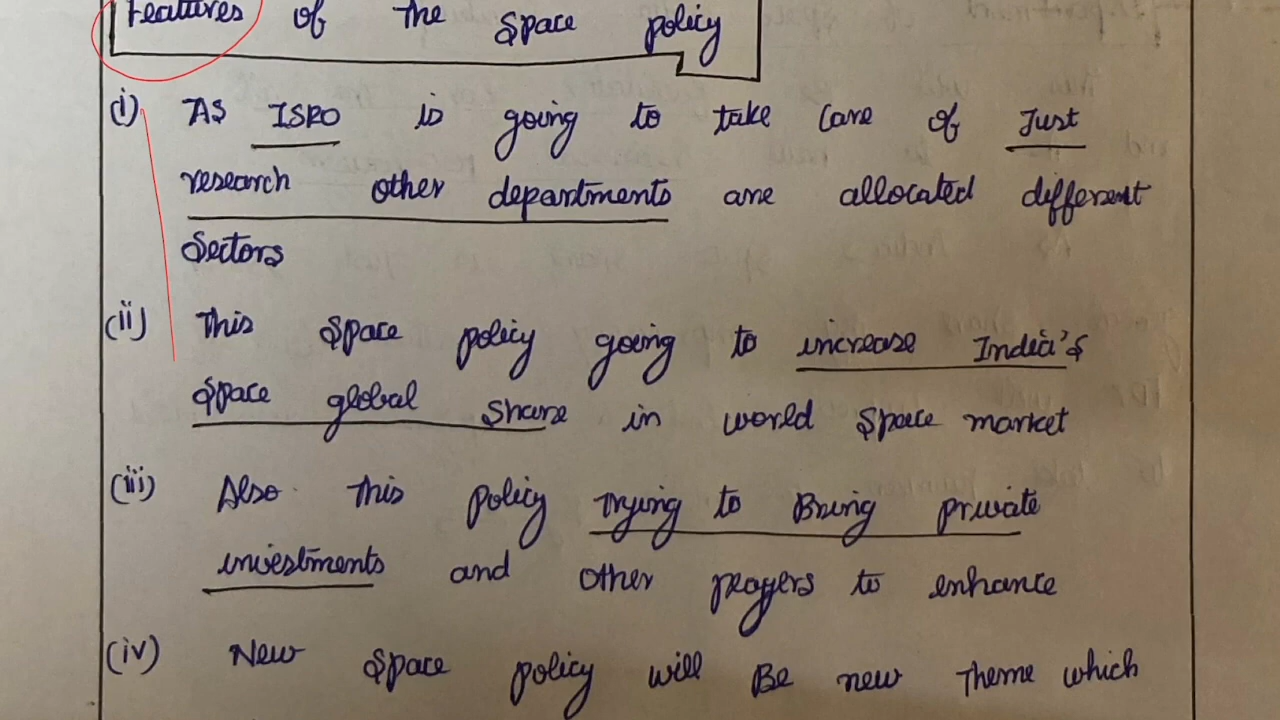 Features of the Space policy
(i) As ISRO is going to take care of Just
research other departments are allocated different
Sectors
(ii) This Space policy going to increase India's
Space global Share in world Space market
(iii) Also this policy trying to Bring private
investments and other prayers to enhance
(iv) New Space policy will Be new Theme which